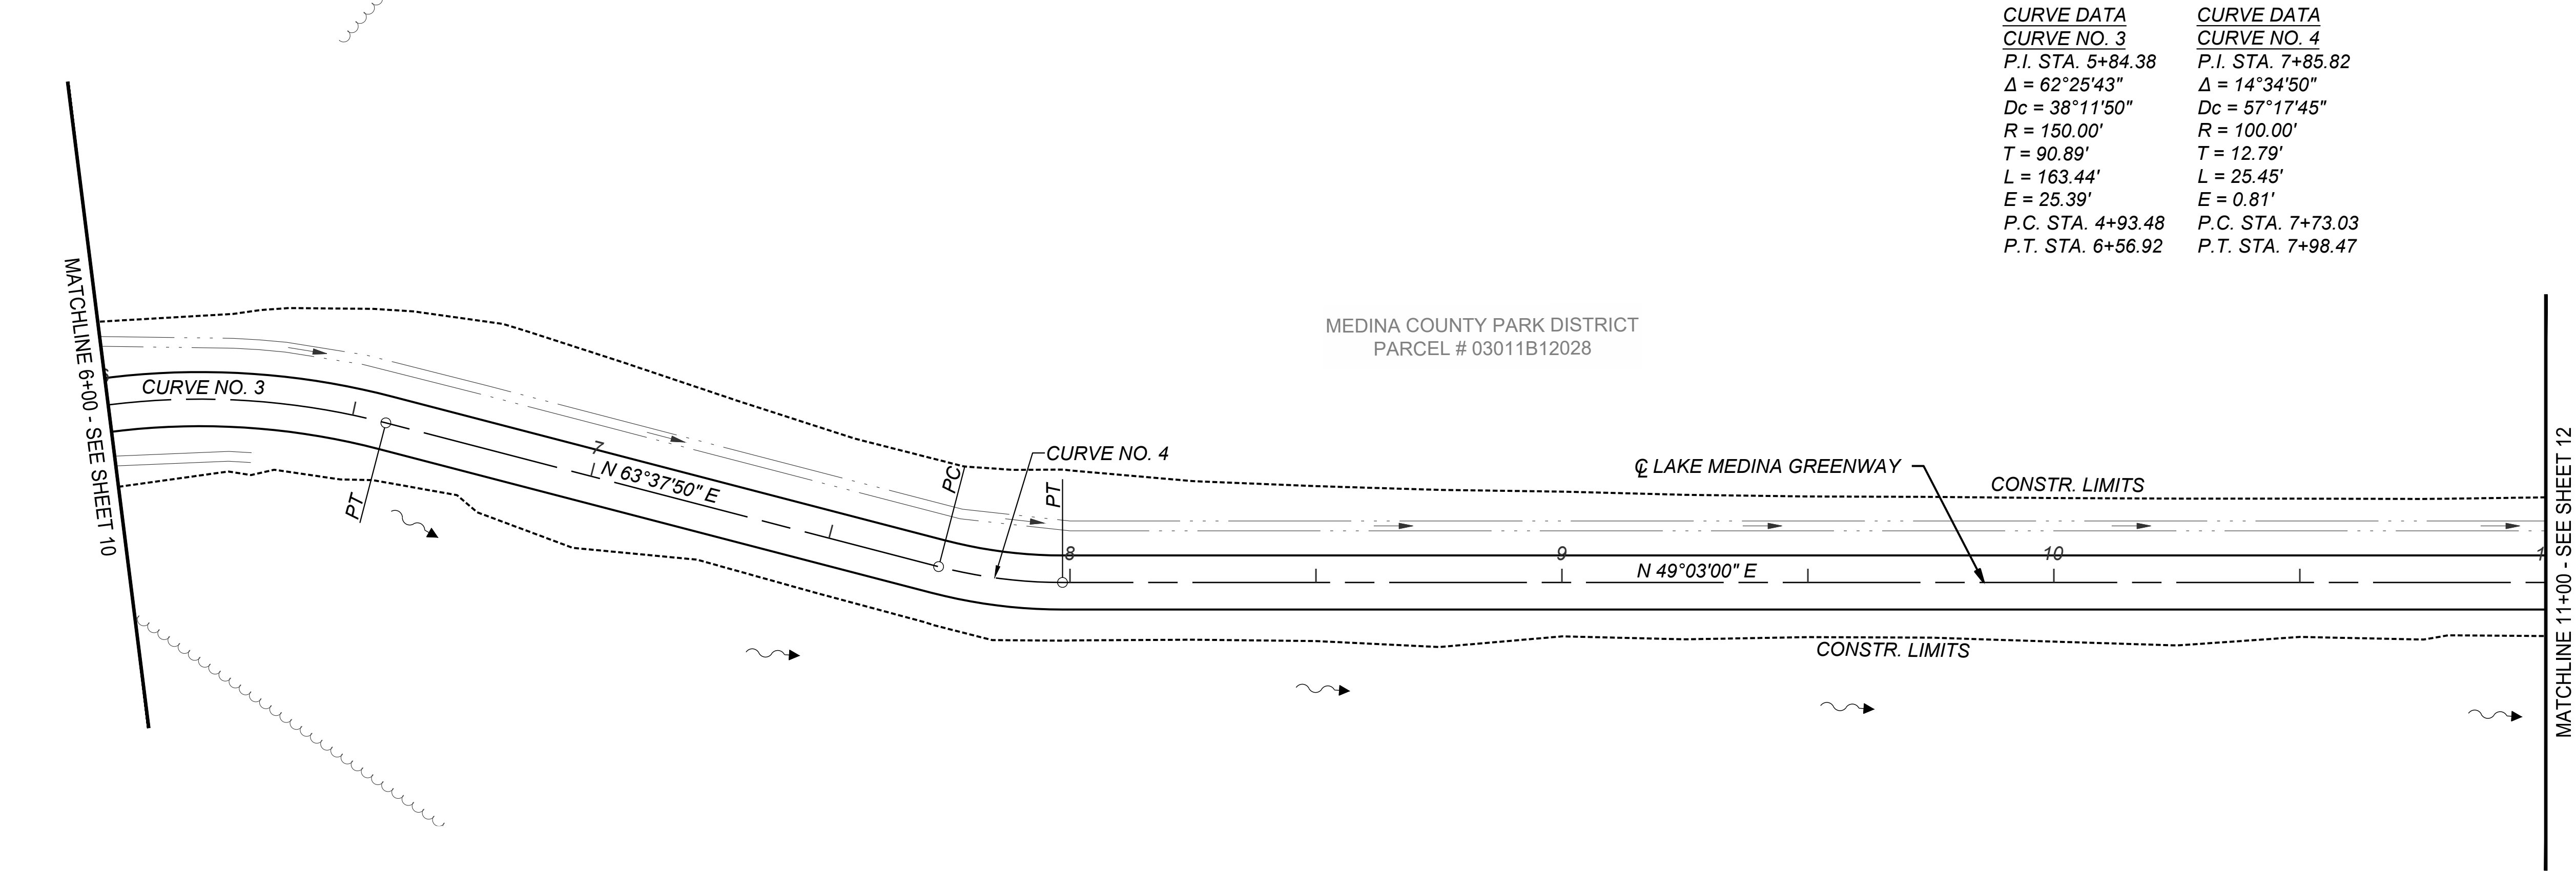 CURVE DATA
CURVE NO. 3
P.I. STA. 5+84.38
Δ = 62°25'43"
Dc = 38°11'50"
R = 150.00'
T = 90.89'
L = 163.44'
E = 25.39'
P.C. STA. 4+93.48
P.T. STA. 6+56.92
CURVE DATA
CURVE NO. 4
P.I. STA. 7+85.82
Δ = 14°34'50"
Dc = 57°17'45"
R = 100.00'
T = 12.79'
L = 25.45'
E = 0.81'
P.C. STA. 7+73.03
P.T. STA. 7+98.47
MATCHLINE 6+00 - SEE SHEET 10
MEDINA COUNTY PARK DISTRICT
PARCEL # 03011B12028
CURVE NO. 3
PT
7
N 63°37'50" E
PC
CURVE NO. 4
PT
8
9
℄ LAKE MEDINA GREENWAY
CONSTR. LIMITS
10
N 49°03'00" E
CONSTR. LIMITS
MATCHLINE 11+00 - SEE SHEET 12